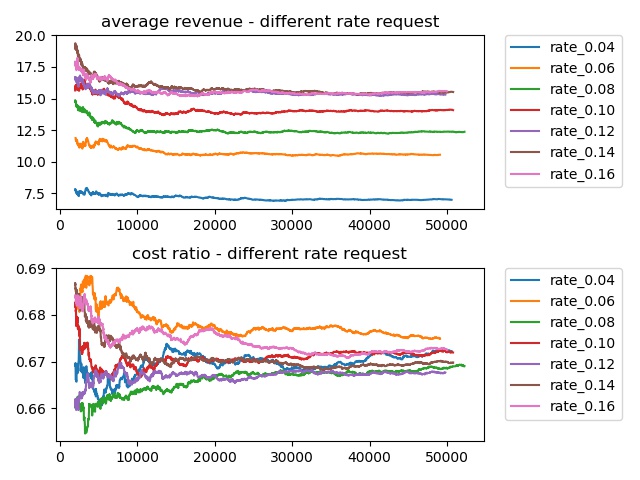 average revenue - different rate request
20.0
17.5
15.0
12.5
10.0
7.5
0 10000 20000 30000 40000 50000
rate_0.04
rate_0.06
rate_0.08
rate_0.10
rate_0.12
rate_0.14
rate_0.16
cost ratio - different rate request
0.69
0.68
0.67
0.66
0 10000 20000 30000 40000 50000
rate_0.04
rate_0.06
rate_0.08
rate_0.10
rate_0.12
rate_0.14
rate_0.16